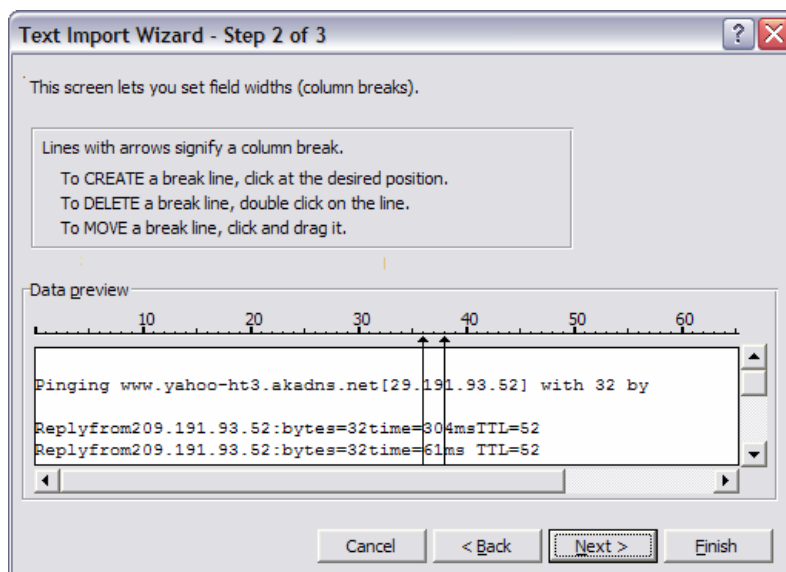 Text Import Wizard - Step 2 of 3
This screen lets you set field widths (column breaks).
Lines with arrows signify a column break.
To CREATE a break line, click at the desired position.
To DELETE a break line, double click on the line.
To MOVE a break line, click and drag it.
Data preview
10 20 30 40 50 60
Pinging www.yahoo-ht3.akadns.net[29.191.93.52] with 32 by
Replyfrom209.191.93.52:bytes=32time=304msTTL=52
Replyfrom209.191.93.52:bytes=32time=61ms TTL=52
Cancel < Back Next > Finish